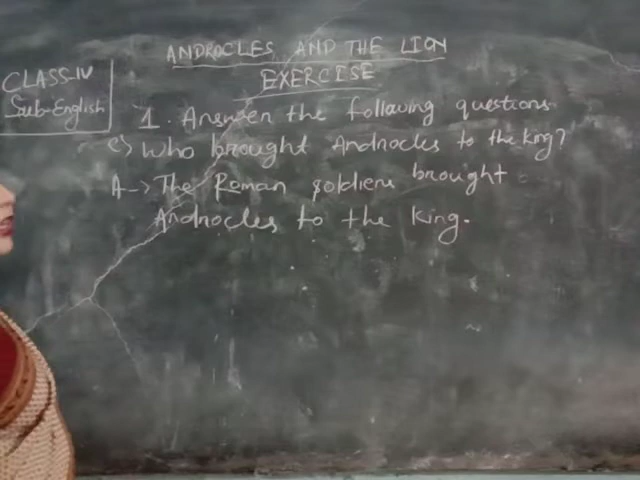 ANDROCLES AND THE LION
EXERCISE
CLASS-IV
Sub-English
1. Answer the following questions.
c) Who brought Androcles to the king?
A-> The Roman soldiers brought
Androcles to the king.